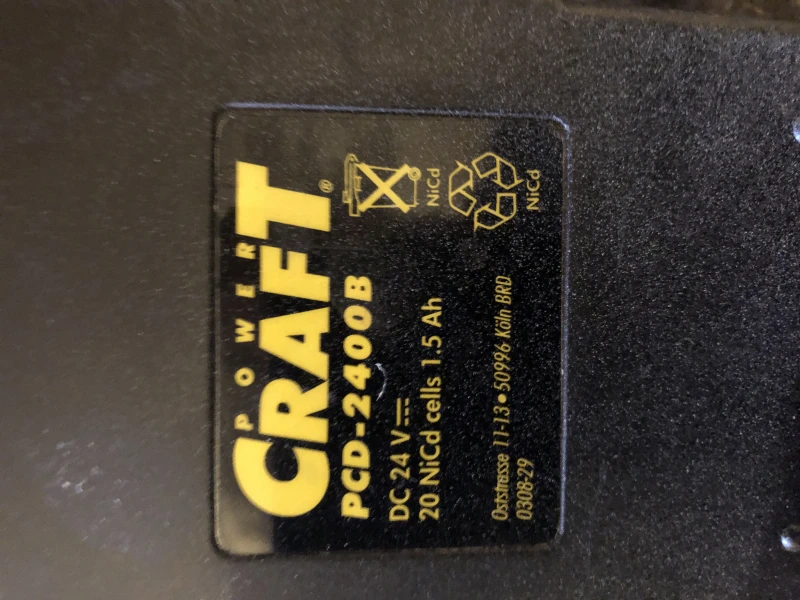 POWER
CRAFT®
PCD-2400B
DC 24 V
20 NiCd cells 1.5 Ah
NiCd
NiCd
Oststrasse 11-13•50996 Köln BRD
0308-29